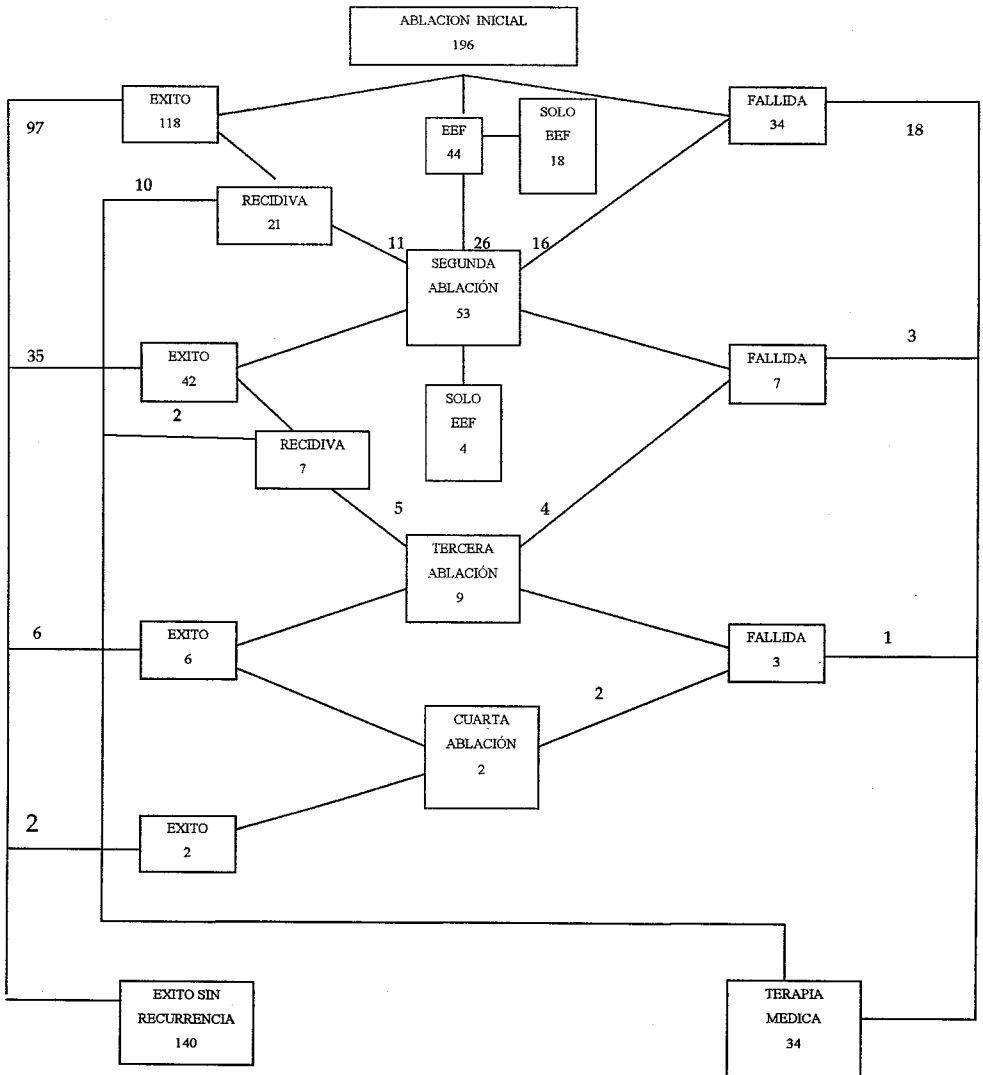 ABLACION INICIAL
196
EXITO
118
FALLIDA
34
97
18
EEF
44
SOLO
EEF
18
10
RECIDIVA
21
11
26
16
SEGUNDA
ABLACIÓN
53
35
EXITO
42
FALLIDA
7
3
2
SOLO
EEF
4
RECIDIVA
7
5
4
TERCERA
ABLACIÓN
9
6
EXITO
6
FALLIDA
3
1
2
CUARTA
ABLACIÓN
2
2
EXITO
2
EXITO SIN
RECURRENCIA
140
TERAPIA
MEDICA
34